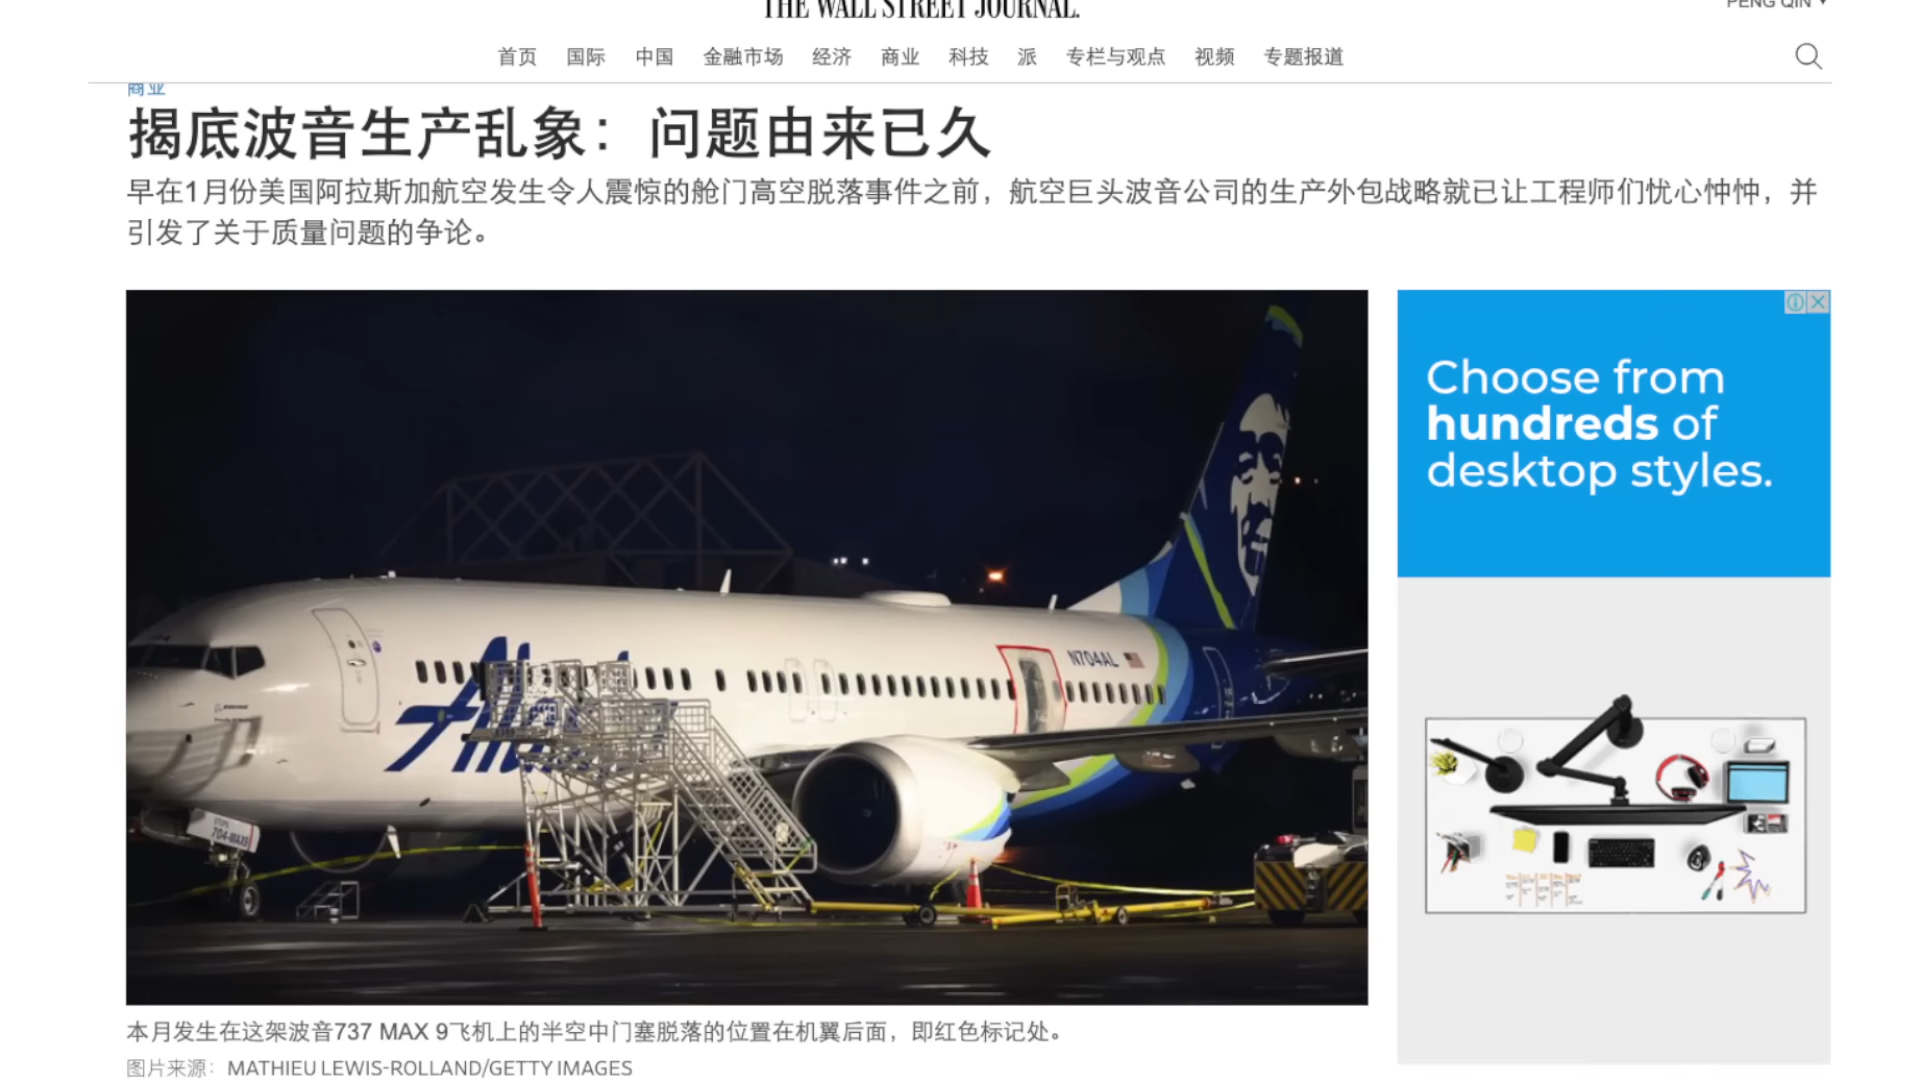 THE WALL STREET JOURNAL.
PENG QIN
首页 国际 中国 金融市场 经济 商业 科技 派 专栏与观点 视频 专题报道
商业
揭底波音生产乱象：问题由来已久
早在1月份美国阿拉斯加航空发生令人震惊的舱门高空脱落事件之前，航空巨头波音公司的生产外包战略就已让工程师们忧心忡忡，并
引发了关于质量问题的争论。
Choose from
hundreds of
desktop styles.
N704AL
704-MAX9
本月发生在这架波音737 MAX 9飞机上的半空中门塞脱落的位置在机翼后面，即红色标记处。
图片来源：MATHIEU LEWIS-ROLLAND/GETTY IMAGES